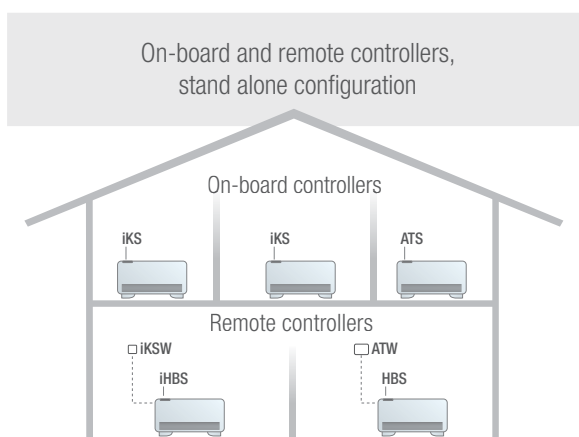 On-board and remote controllers,
stand alone configuration
On-board controllers
iKS
iKS
ATS
Remote controllers
iKSW
ATW
iHBS
HBS